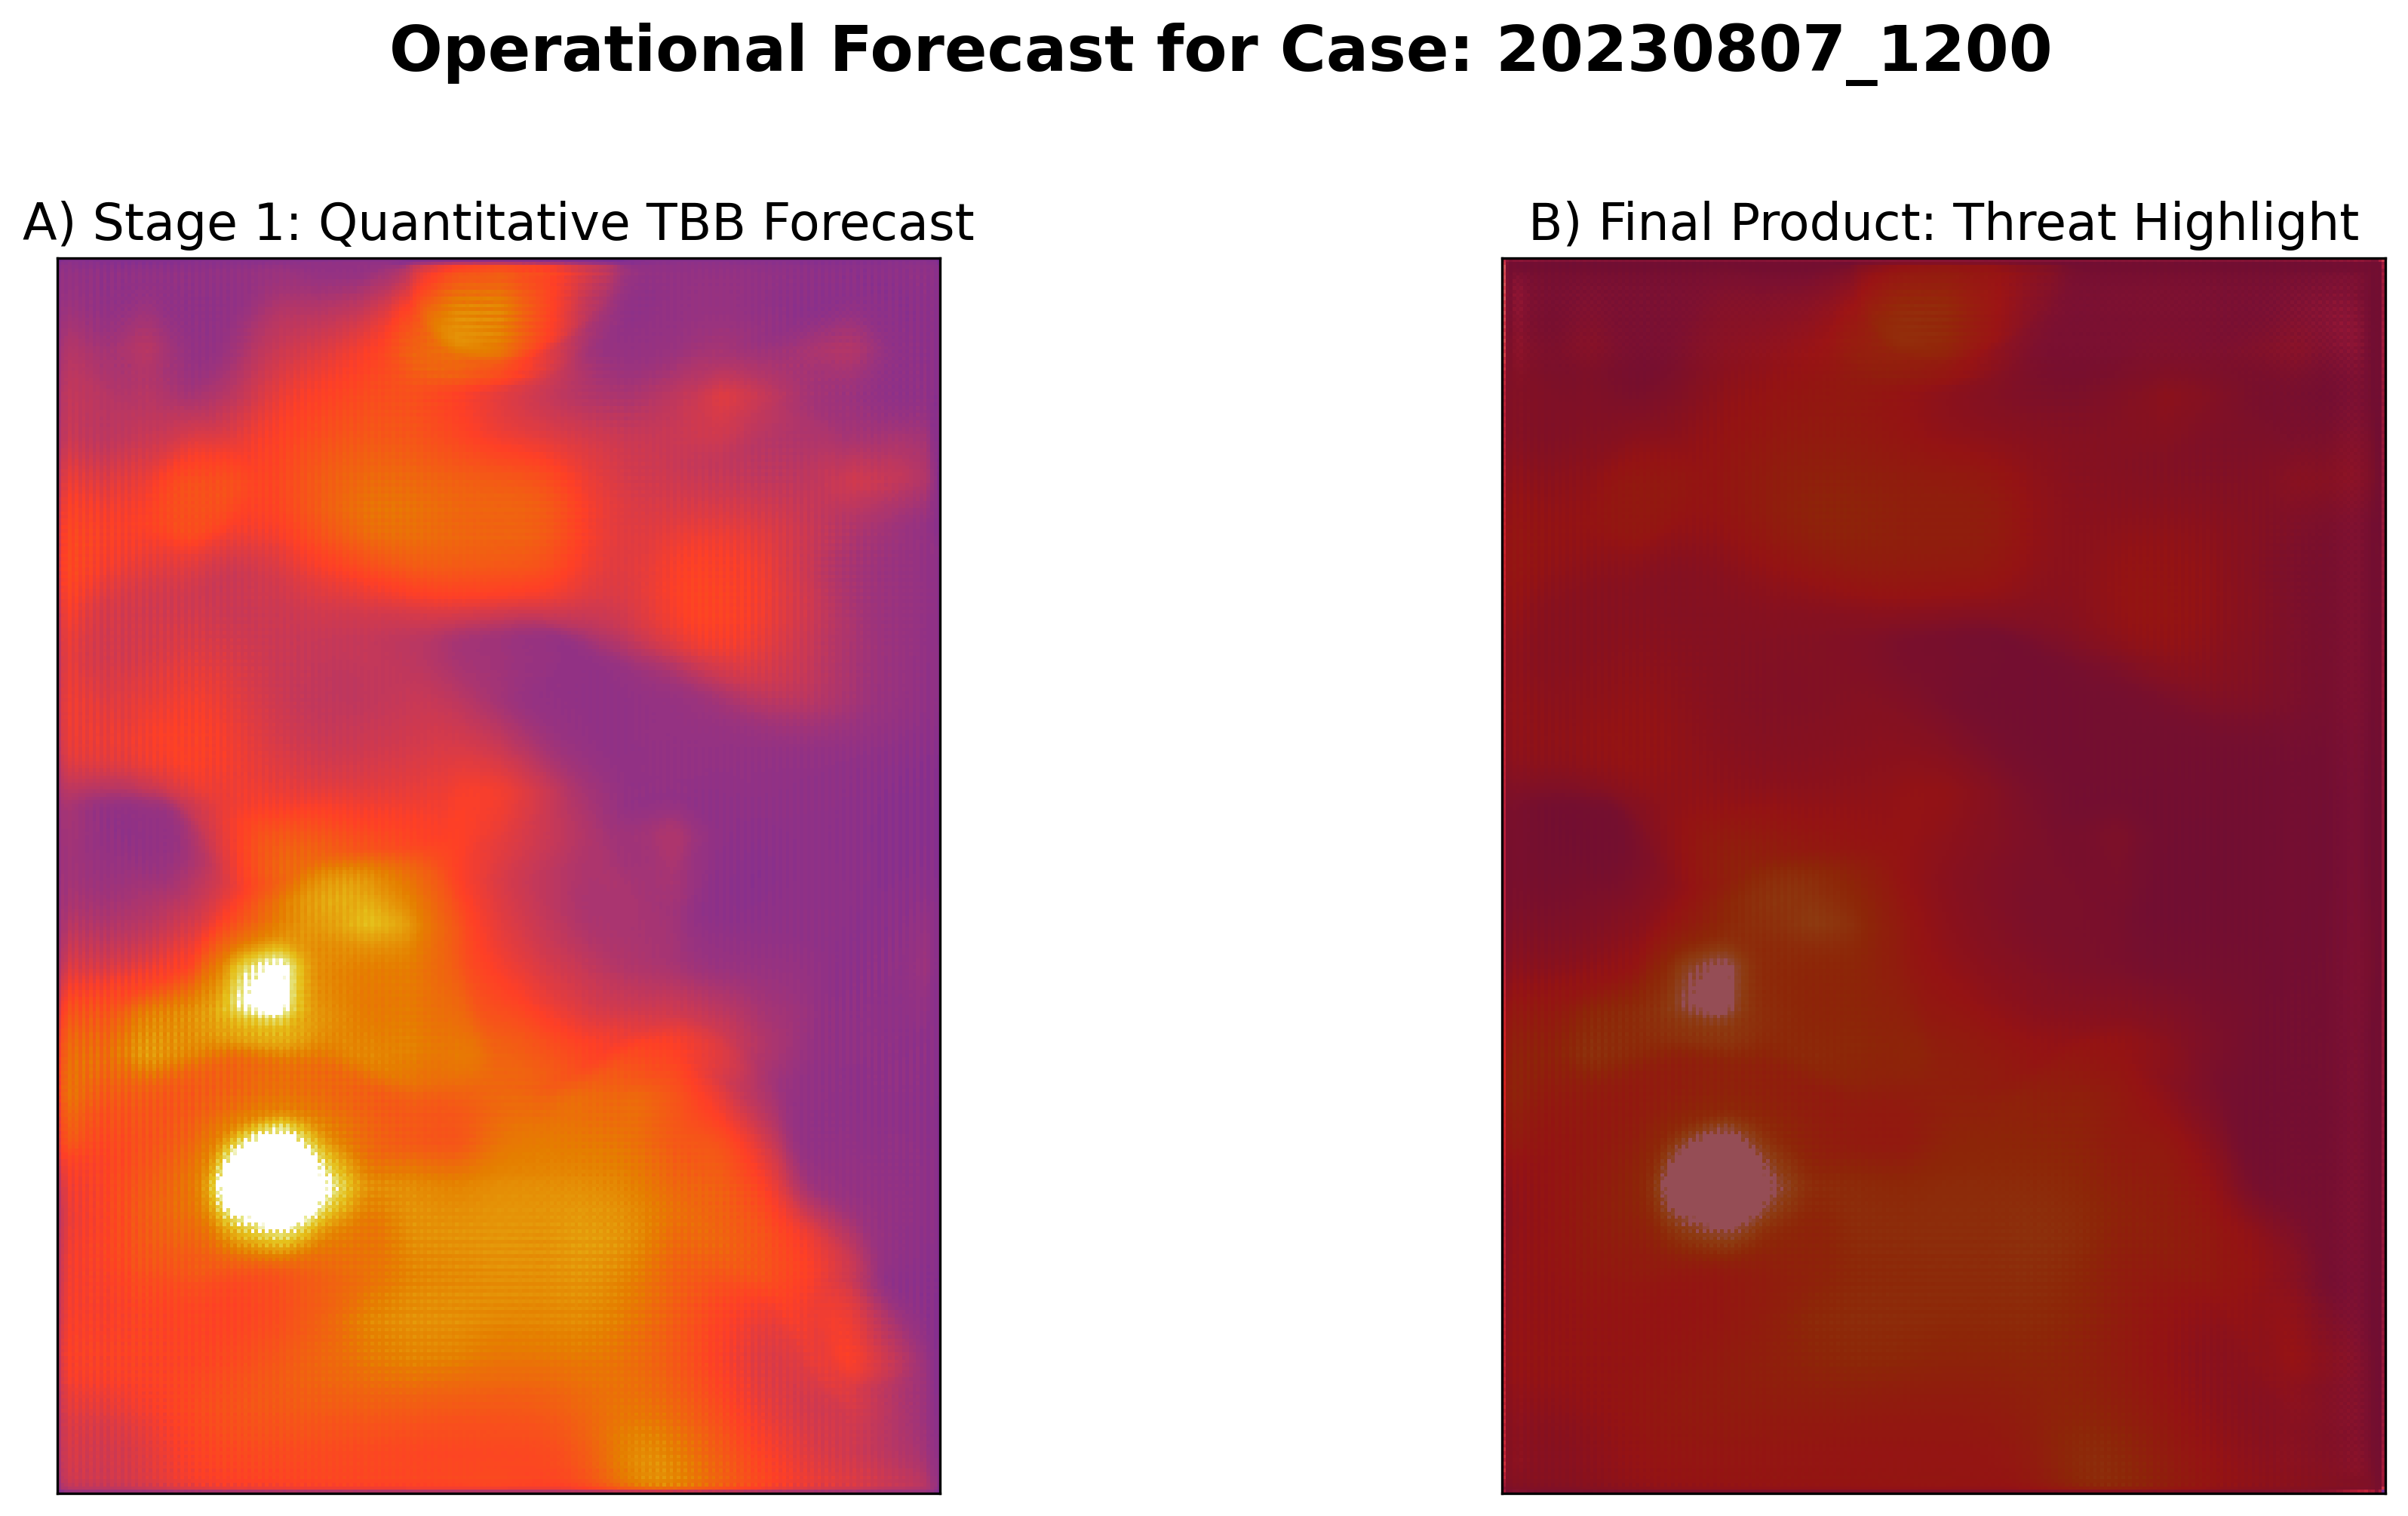 Operational Forecast for Case: 20230807_1200
A) Stage 1: Quantitative TBB Forecast
B) Final Product: Threat Highlight